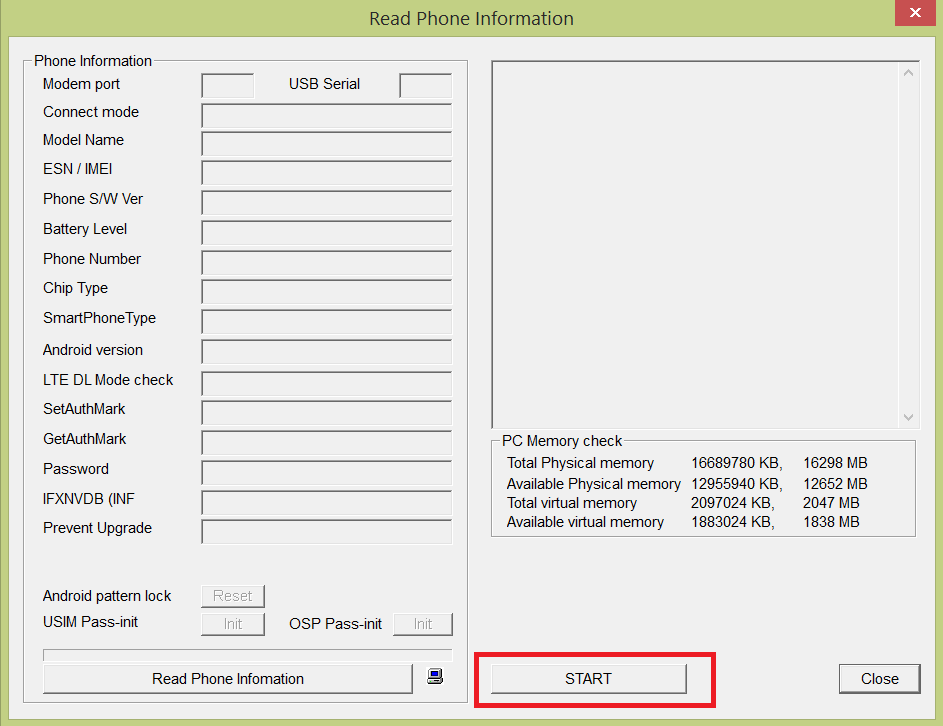 Read Phone Information
Phone Information
Modem port
USB Serial
Connect mode
Model Name
ESN / IMEI
Phone S/W Ver
Battery Level
Phone Number
Chip Type
SmartPhoneType
Android version
LTE DL Mode check
SetAuthMark
GetAuthMark
Password
IFXNVDB (INF
Prevent Upgrade
Android pattern lock Reset
USIM Pass-init Init OSP Pass-init Init
Read Phone Infomation
PC Memory check
Total Physical memory 16689780 KB, 16298 MB
Available Physical memory 12955940 KB, 12652 MB
Total virtual memory 2097024 KB, 2047 MB
Available virtual memory 1883024 KB, 1838 MB
START
Close